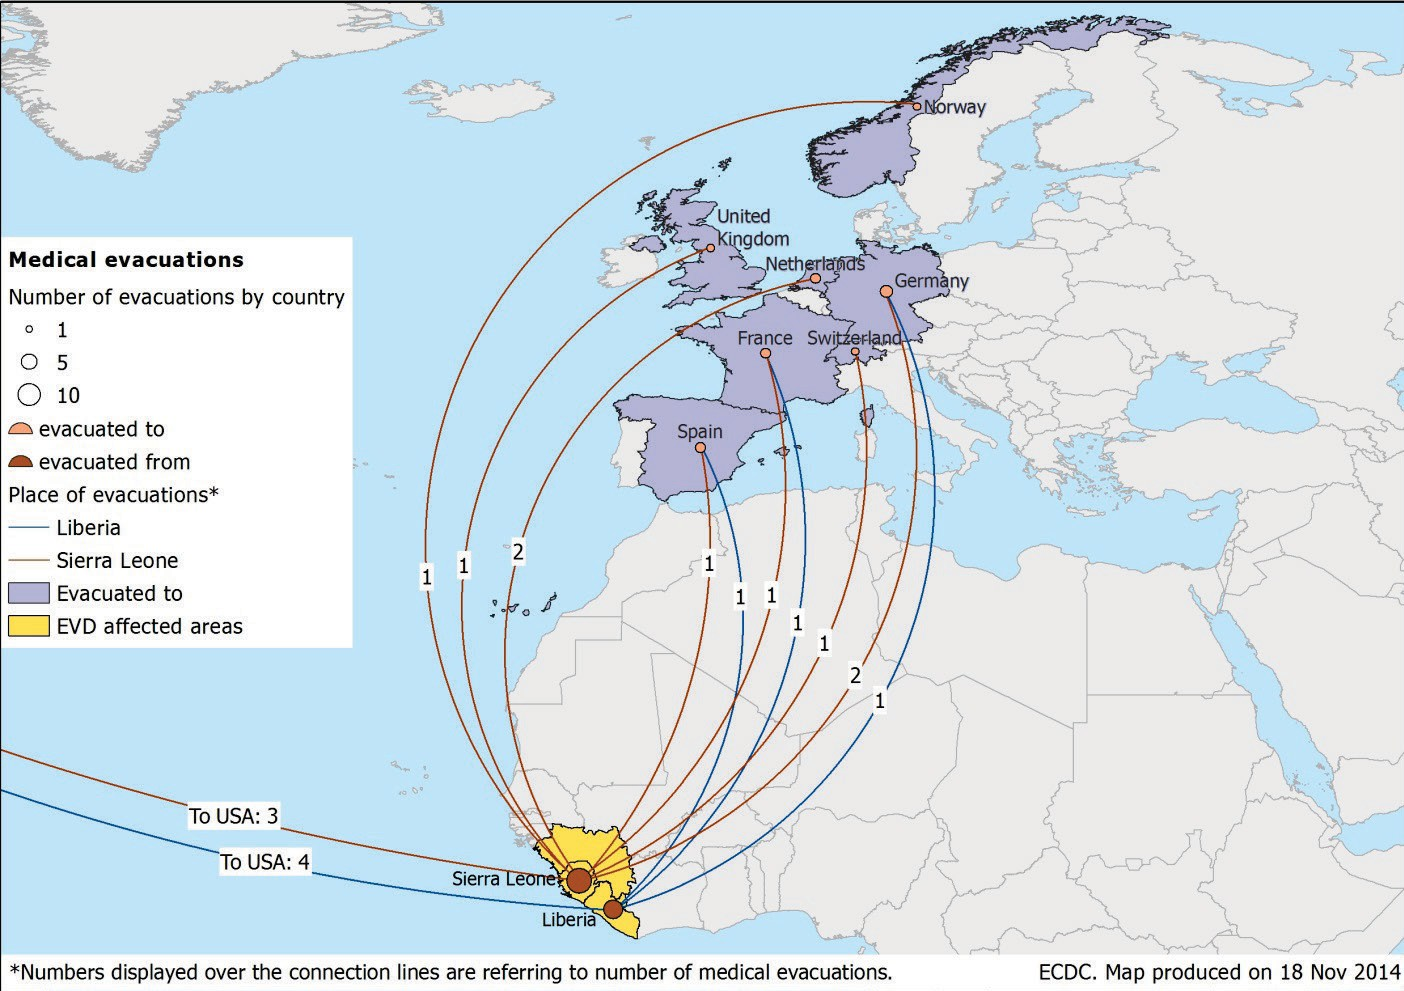 Norway
United
Kingdom
Netherlands
Germany
France
Switzerland
Spain
Medical evacuations
Number of evacuations by country
1
5
10
evacuated to
evacuated from
Place of evacuations*
Liberia
Sierra Leone
Evacuated to
EVD affected areas
1
1
2
1
1
1
1
1
2
1
To USA: 3
To USA: 4
Sierra Leone
Liberia
*Numbers displayed over the connection lines are referring to number of medical evacuations.
ECDC. Map produced on 18 Nov 2014